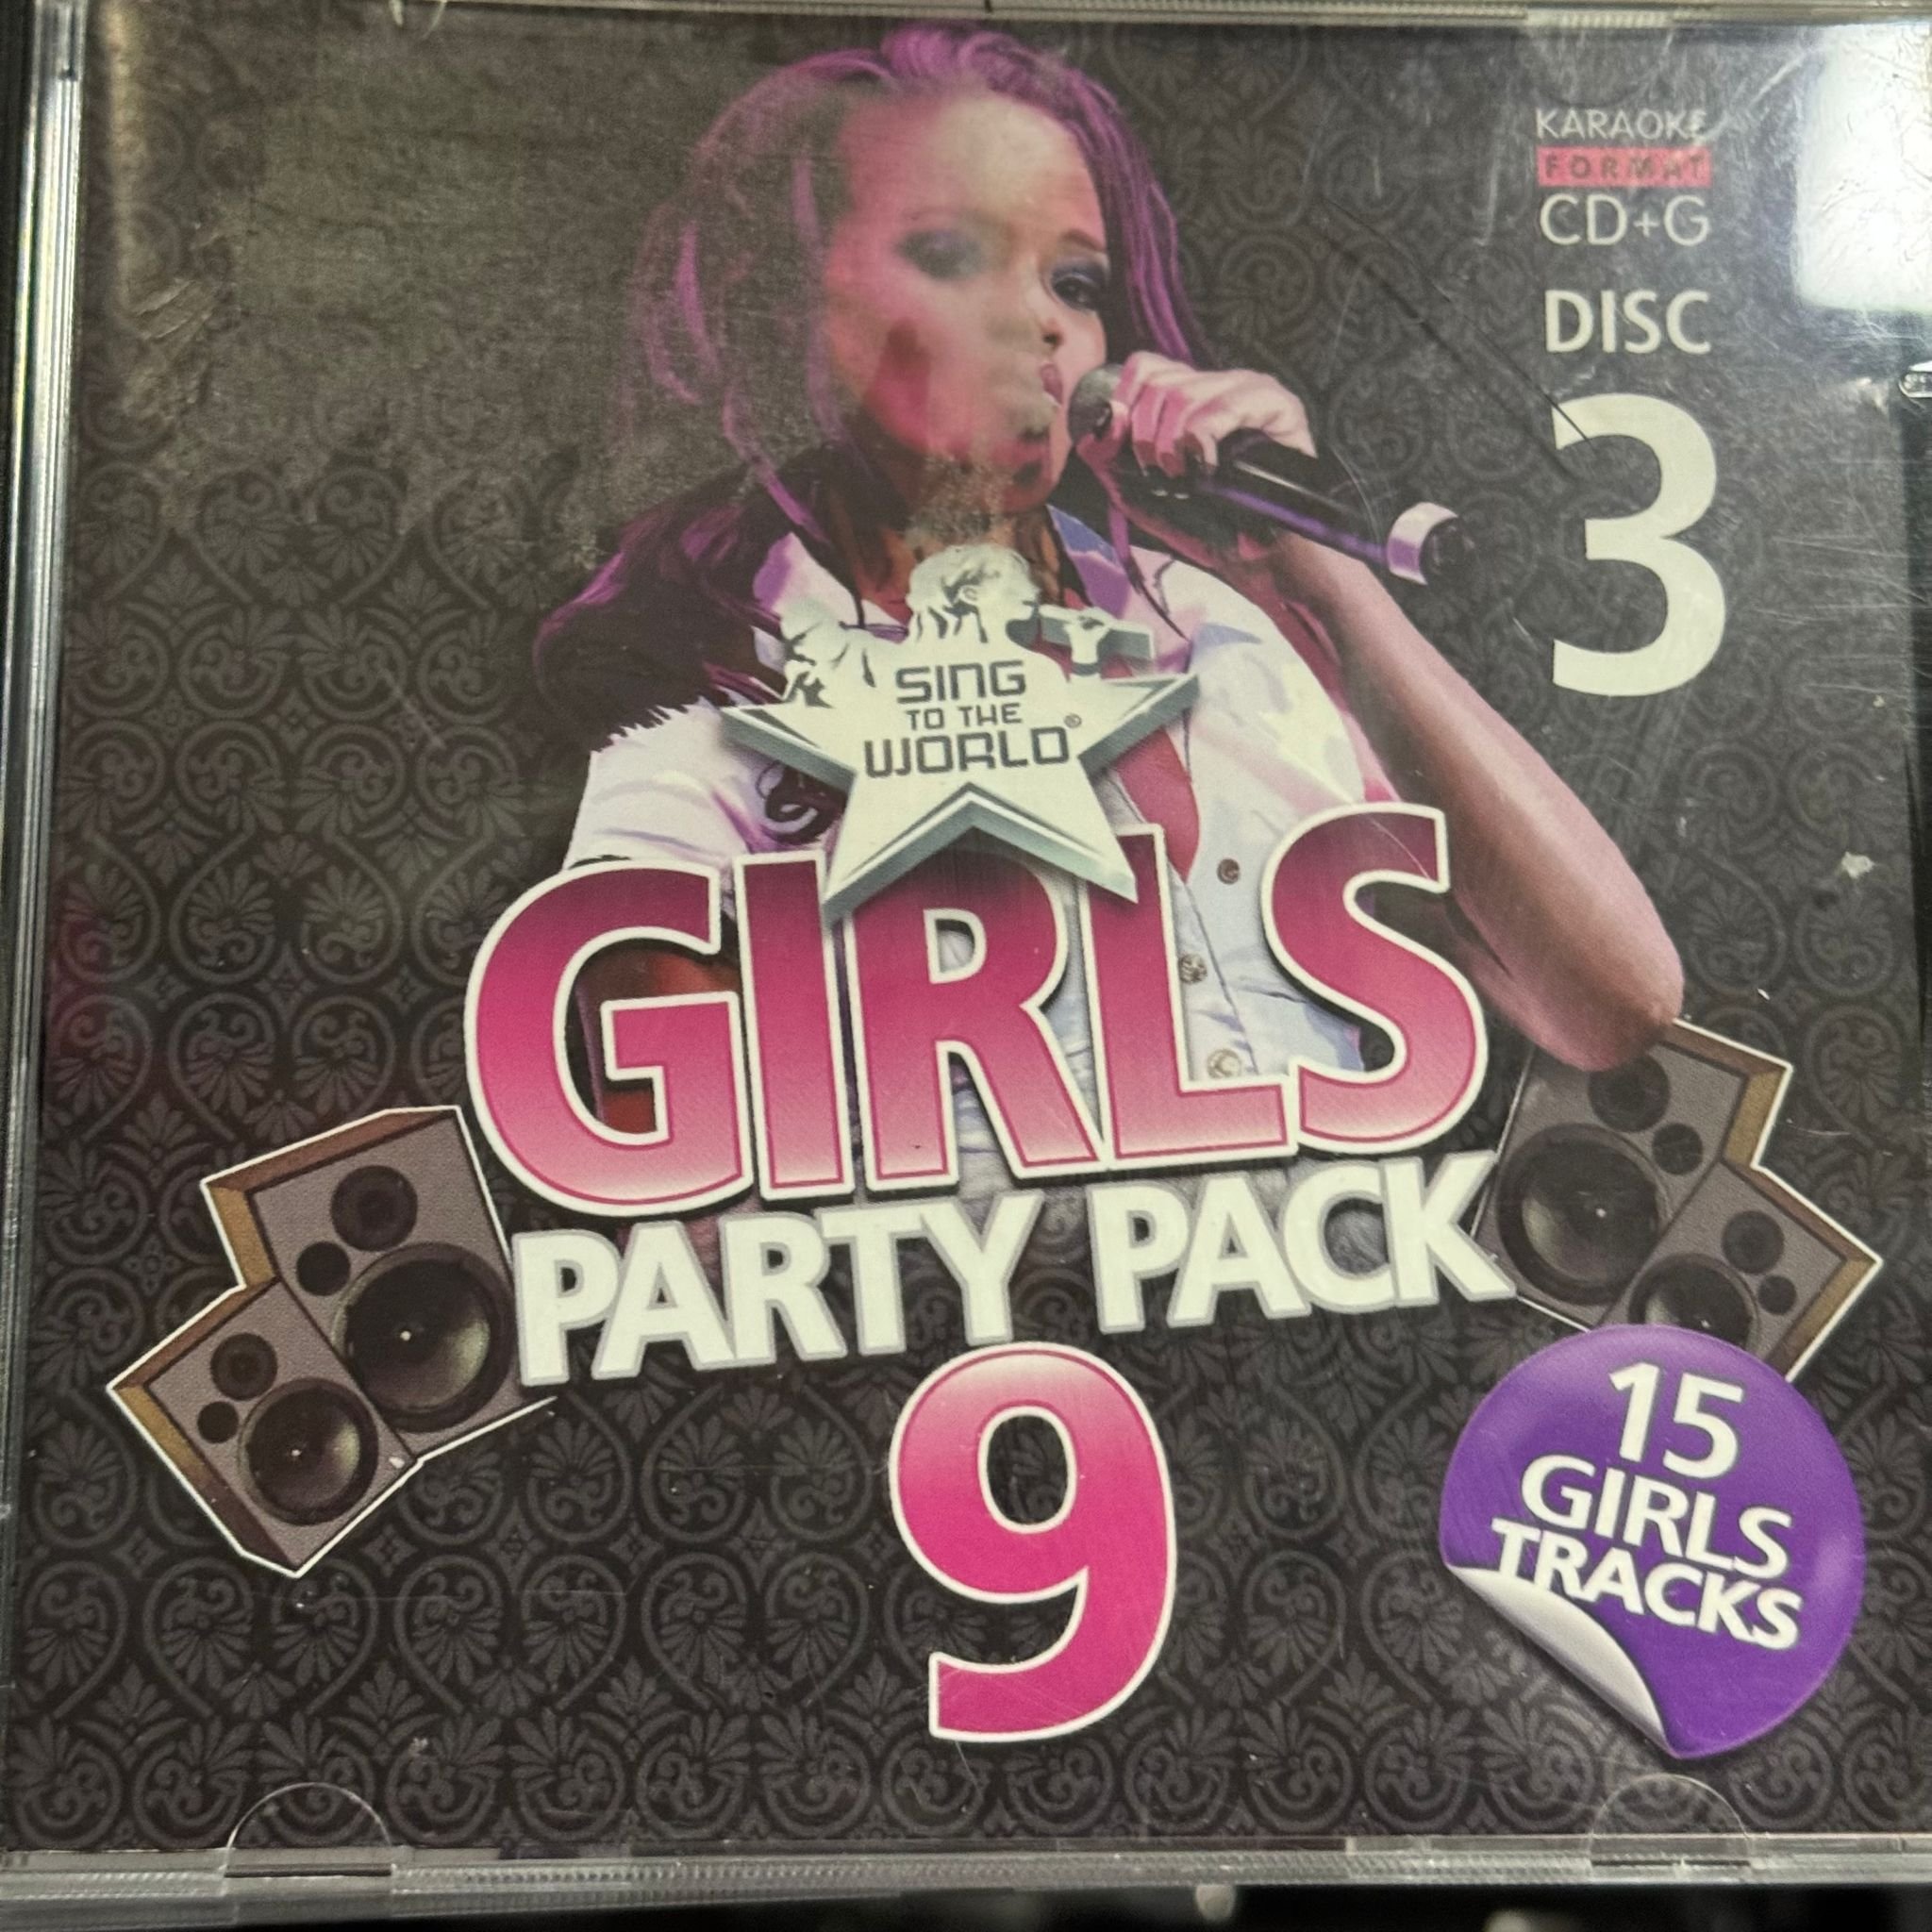 KARAOKE
FORMAT
CD+G
DISC
3
SING
TO THE
WORLD®
GIRLS
PARTY PACK
9
15
GIRLS
TRACKS